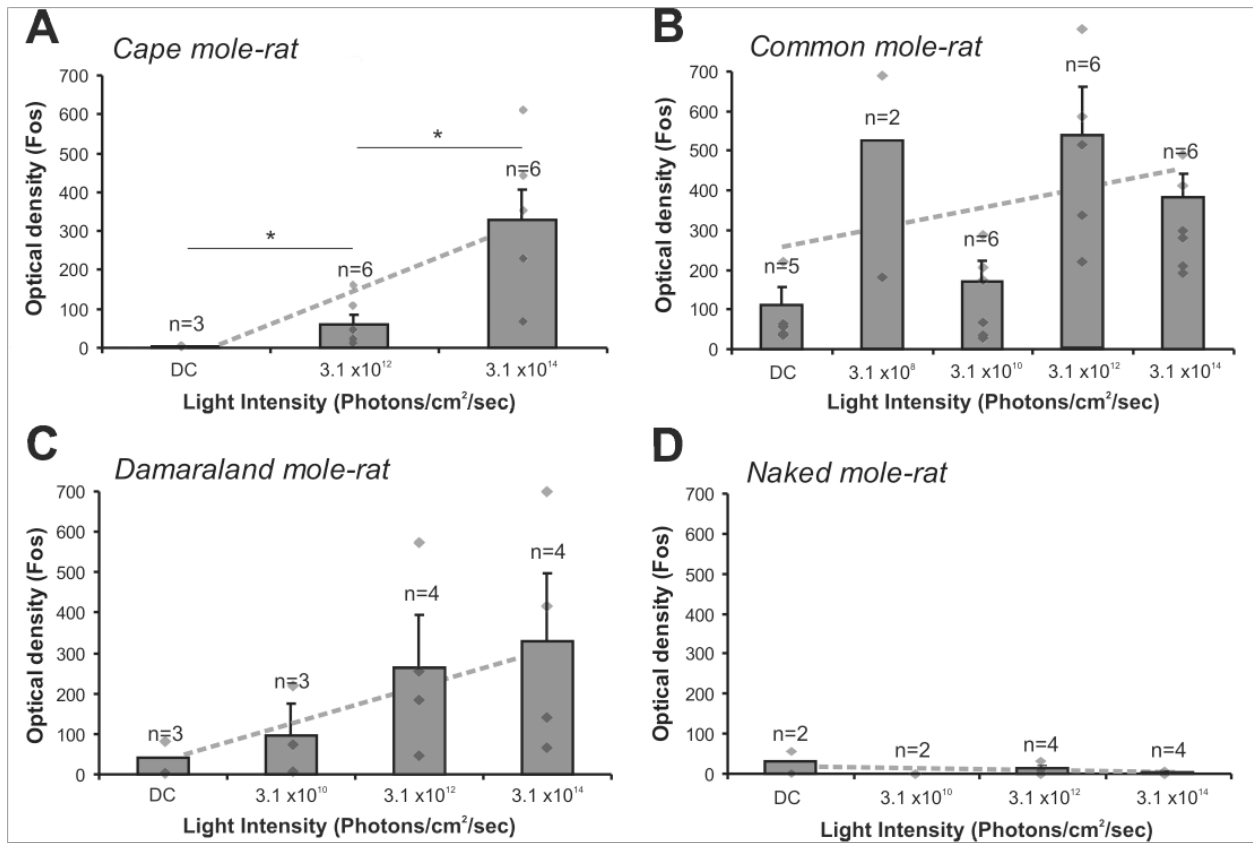 A
Cape mole-rat
Optical density (Fos)
700
600
500
400
300
200
100
0
n=3
*
n=6
*
n=6
DC
3.1 x10¹²
3.1 x10¹⁴
Light Intensity (Photons/cm²/sec)
B
Common mole-rat
Optical density (Fos)
700
600
500
400
300
200
100
0
n=5
n=2
n=6
n=6
n=6
DC
3.1 x10⁸
3.1 x10¹⁰
3.1 x10¹²
3.1 x10¹⁴
Light Intensity (Photons/cm²/sec)
C
Damaraland mole-rat
Optical density (Fos)
700
600
500
400
300
200
100
0
n=3
n=3
n=4
n=4
DC
3.1 x10¹⁰
3.1 x10¹²
3.1 x10¹⁴
Light Intensity (Photons/cm²/sec)
D
Naked mole-rat
Optical density (Fos)
700
600
500
400
300
200
100
0
n=2
n=2
n=4
n=4
DC
3.1 x10¹⁰
3.1 x10¹²
3.1 x10¹⁴
Light Intensity (Photons/cm²/sec)